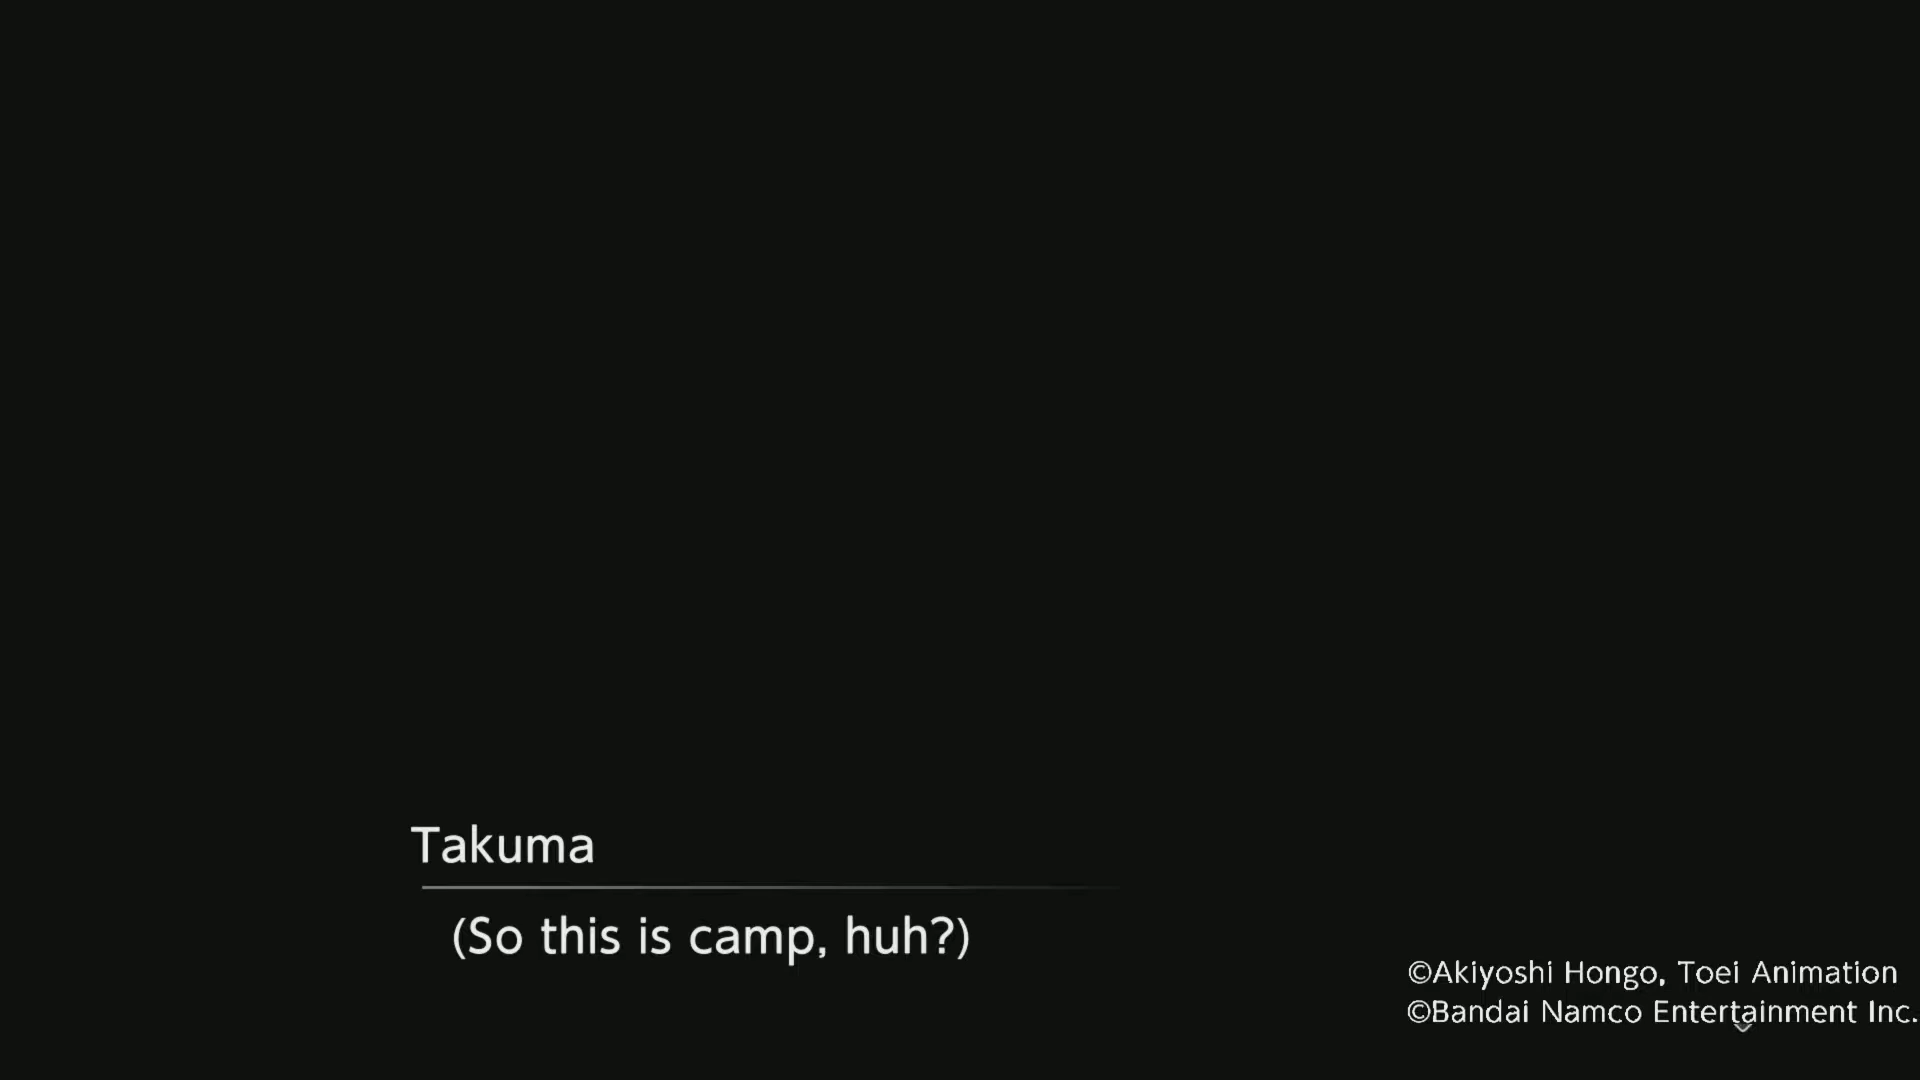 Takuma
(So this is camp, huh?)
©Akiyoshi Hongo, Toei Animation
©Bandai Namco Entertainment Inc.